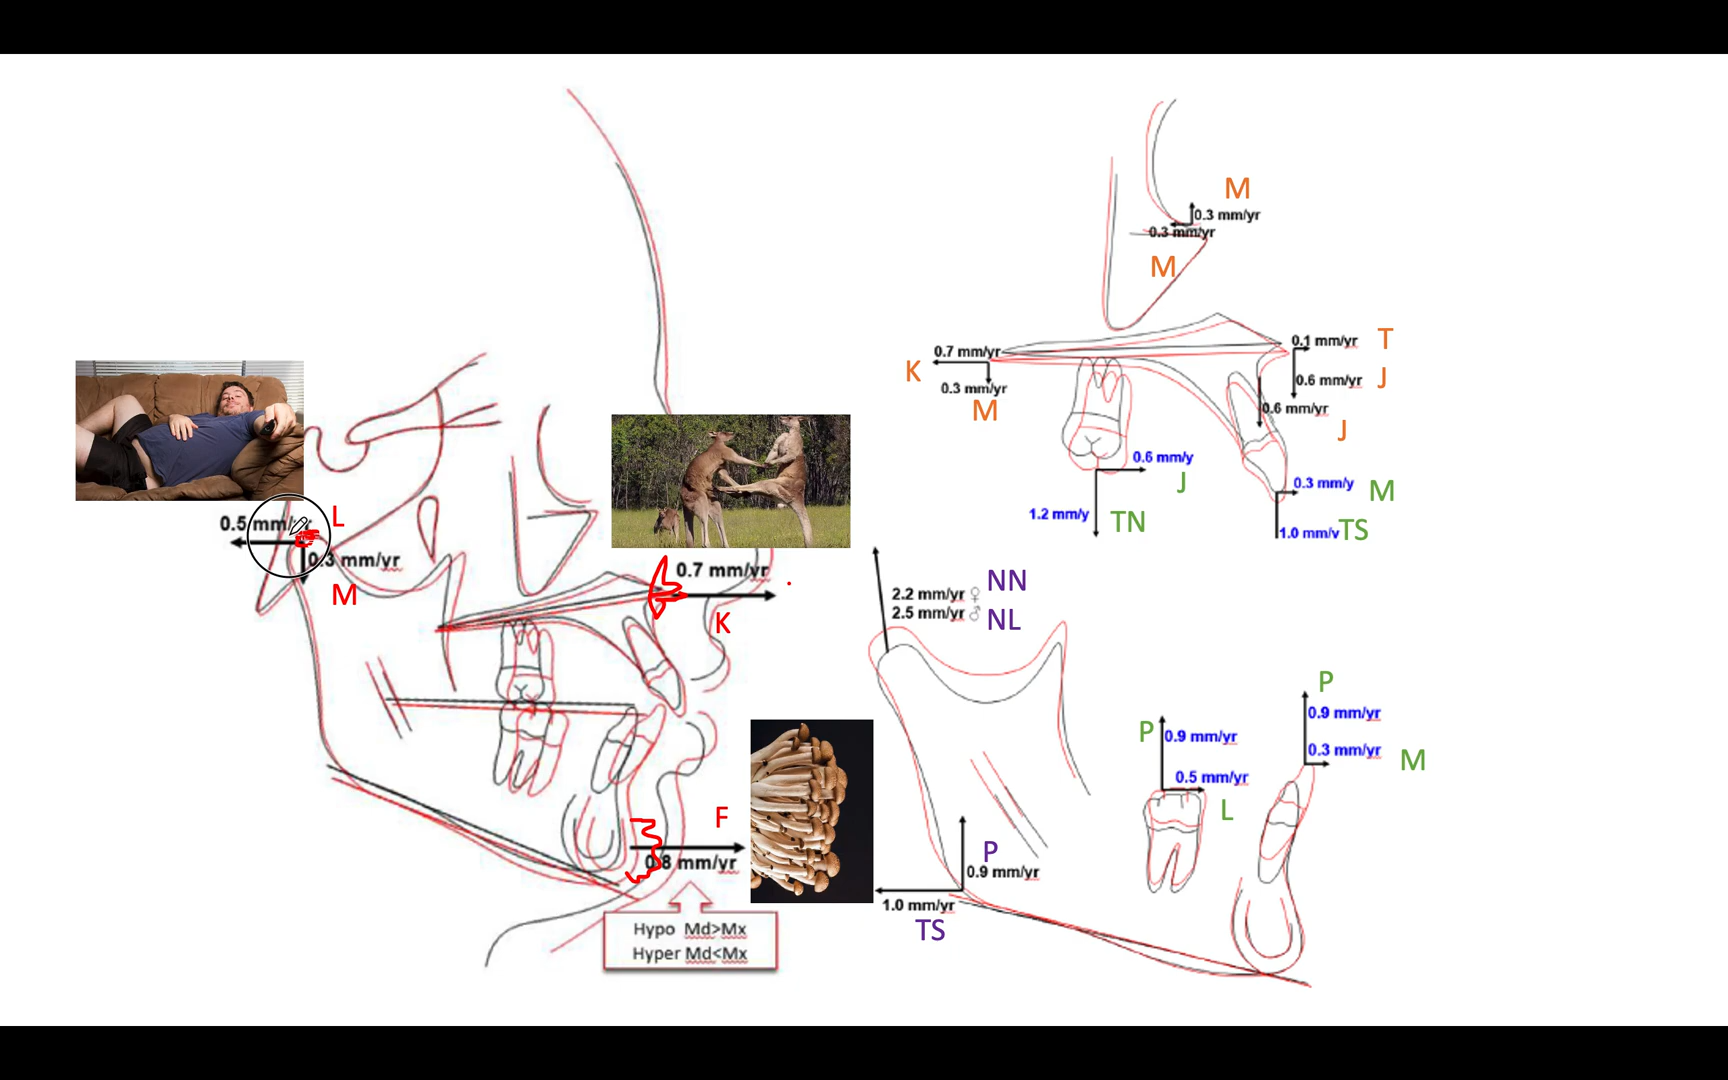 0.5 mm/yr
L
0.3 mm/yr
M
0.7 mm/yr
K
F
0.8 mm/yr
Hypo Md>Mx
Hyper Md<Mx
M
0.3 mm/yr
0.3 mm/yr
M
0.7 mm/yr
K
0.3 mm/yr
M
0.1 mm/yr
T
0.6 mm/yr
J
0.6 mm/yr
J
0.6 mm/y
J
1.2 mm/y
TN
0.3 mm/y
M
1.0 mm/y
TS
2.2 mm/yr ♀
NN
2.5 mm/yr ♂
NL
P
0.9 mm/yr
1.0 mm/yr
TS
P
0.9 mm/yr
0.5 mm/yr
L
P
0.9 mm/yr
0.3 mm/yr
M